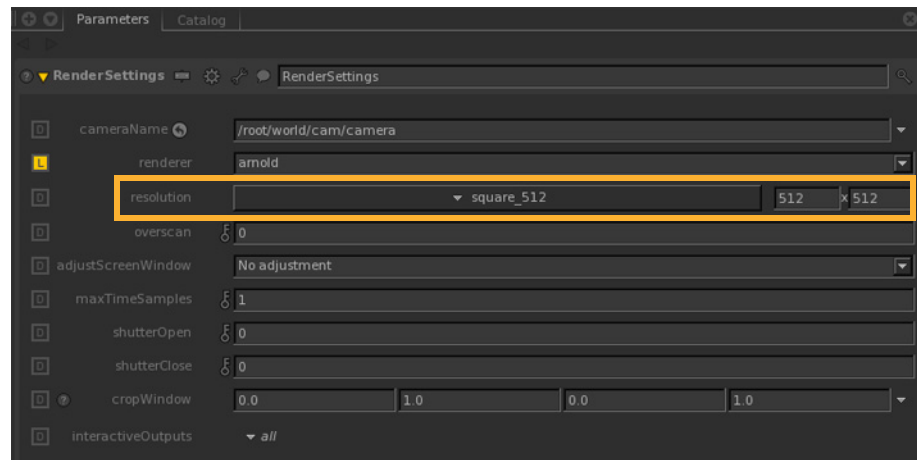 Parameters Catalog
RenderSettings RenderSettings
D cameraName /root/world/cam/camera
L renderer arnold
D resolution square_512 512 x 512
D overscan 0
D adjustScreenWindow No adjustment
D maxTimeSamples 1
D shutterOpen 0
D shutterClose 0
D ? cropWindow 0.0 1.0 0.0 1.0
D interactiveOutputs all